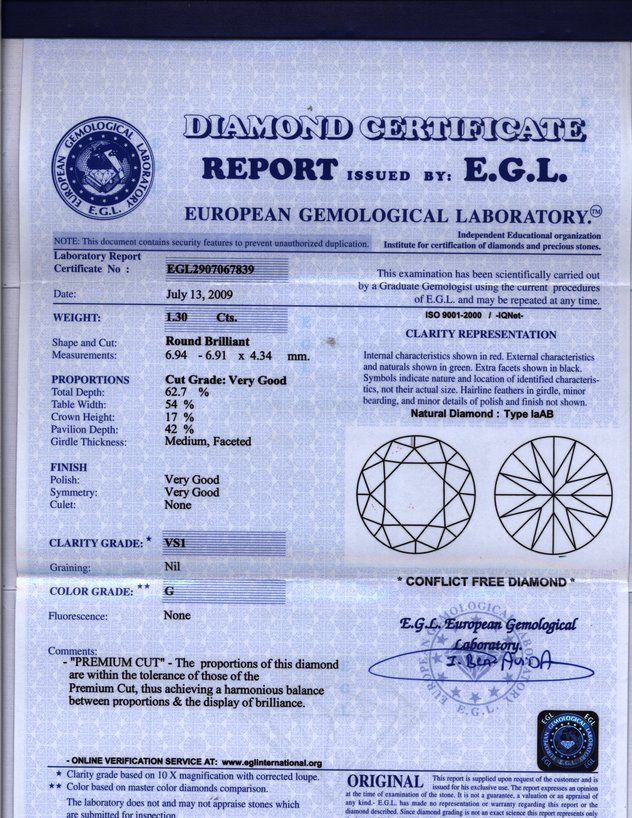 DIAMOND CERTIFICATE
REPORT ISSUED BY: E.G.L.
EUROPEAN GEMOLOGICAL LABORATORY.™
EUROPEAN GEMOLOGICAL LABORATORY
E.G.L.
Independent Educational organization
Institute for certification of diamonds and precious stones.
NOTE: This document contains security features to prevent unauthorized duplication.
Laboratory Report
Certificate No : EGL2907067839
Date: July 13, 2009
WEIGHT: 1.30 Cts.
Shape and Cut: Round Brilliant
Measurements: 6.94 - 6.91 x 4.34 mm.
PROPORTIONS Cut Grade: Very Good
Total Depth: 62.7 %
Table Width: 54 %
Crown Height: 17 %
Pavilion Depth: 42 %
Girdle Thickness: Medium, Faceted
FINISH
Polish: Very Good
Symmetry: Very Good
Culet: None
CLARITY GRADE: * VS1
Graining: Nil
COLOR GRADE: ** G
Fluorescence: None
Comments:
- "PREMIUM CUT" - The proportions of this diamond
are within the tolerance of those of the
Premium Cut, thus achieving a harmonious balance
between proportions & the display of brilliance.
- ONLINE VERIFICATION SERVICE AT: www.eglinternational.org
* Clarity grade based on 10 X magnification with corrected loupe.
** Color based on master color diamonds comparison.
The laboratory does not and may not appraise stones which
are submitted for inspection.
This examination has been scientifically carried out
by a Graduate Gemologist using the current procedures
of E.G.L. and may be repeated at any time.
ISO 9001-2000 / -IQNet-
CLARITY REPRESENTATION
Internal characteristics shown in red. External characteristics
and naturals shown in green. Extra facets shown in black.
Symbols indicate nature and location of identified characteris-
tics, not their actual size. Hairline feathers in girdle, minor
bearding, and minor details of polish and finish not shown.
Natural Diamond : Type IaAB
* CONFLICT FREE DIAMOND *
E.G.L. European Gemological
Laboratory.
EUROPEAN GEMOLOGICAL
E.G.L.
EGL EGL
EGL EGL
E.G.L.
ORIGINAL This report is supplied upon request of the customer and is
issued for his exclusive use. The report expresses an opinion
at the time of examination of the stone. It is not a guarantee, a valuation or an appraisal of
any kind.- E.G.L. has made no representation or warranty regarding this report or the
diamond described. Since diamond grading is not an exact science this report represents only